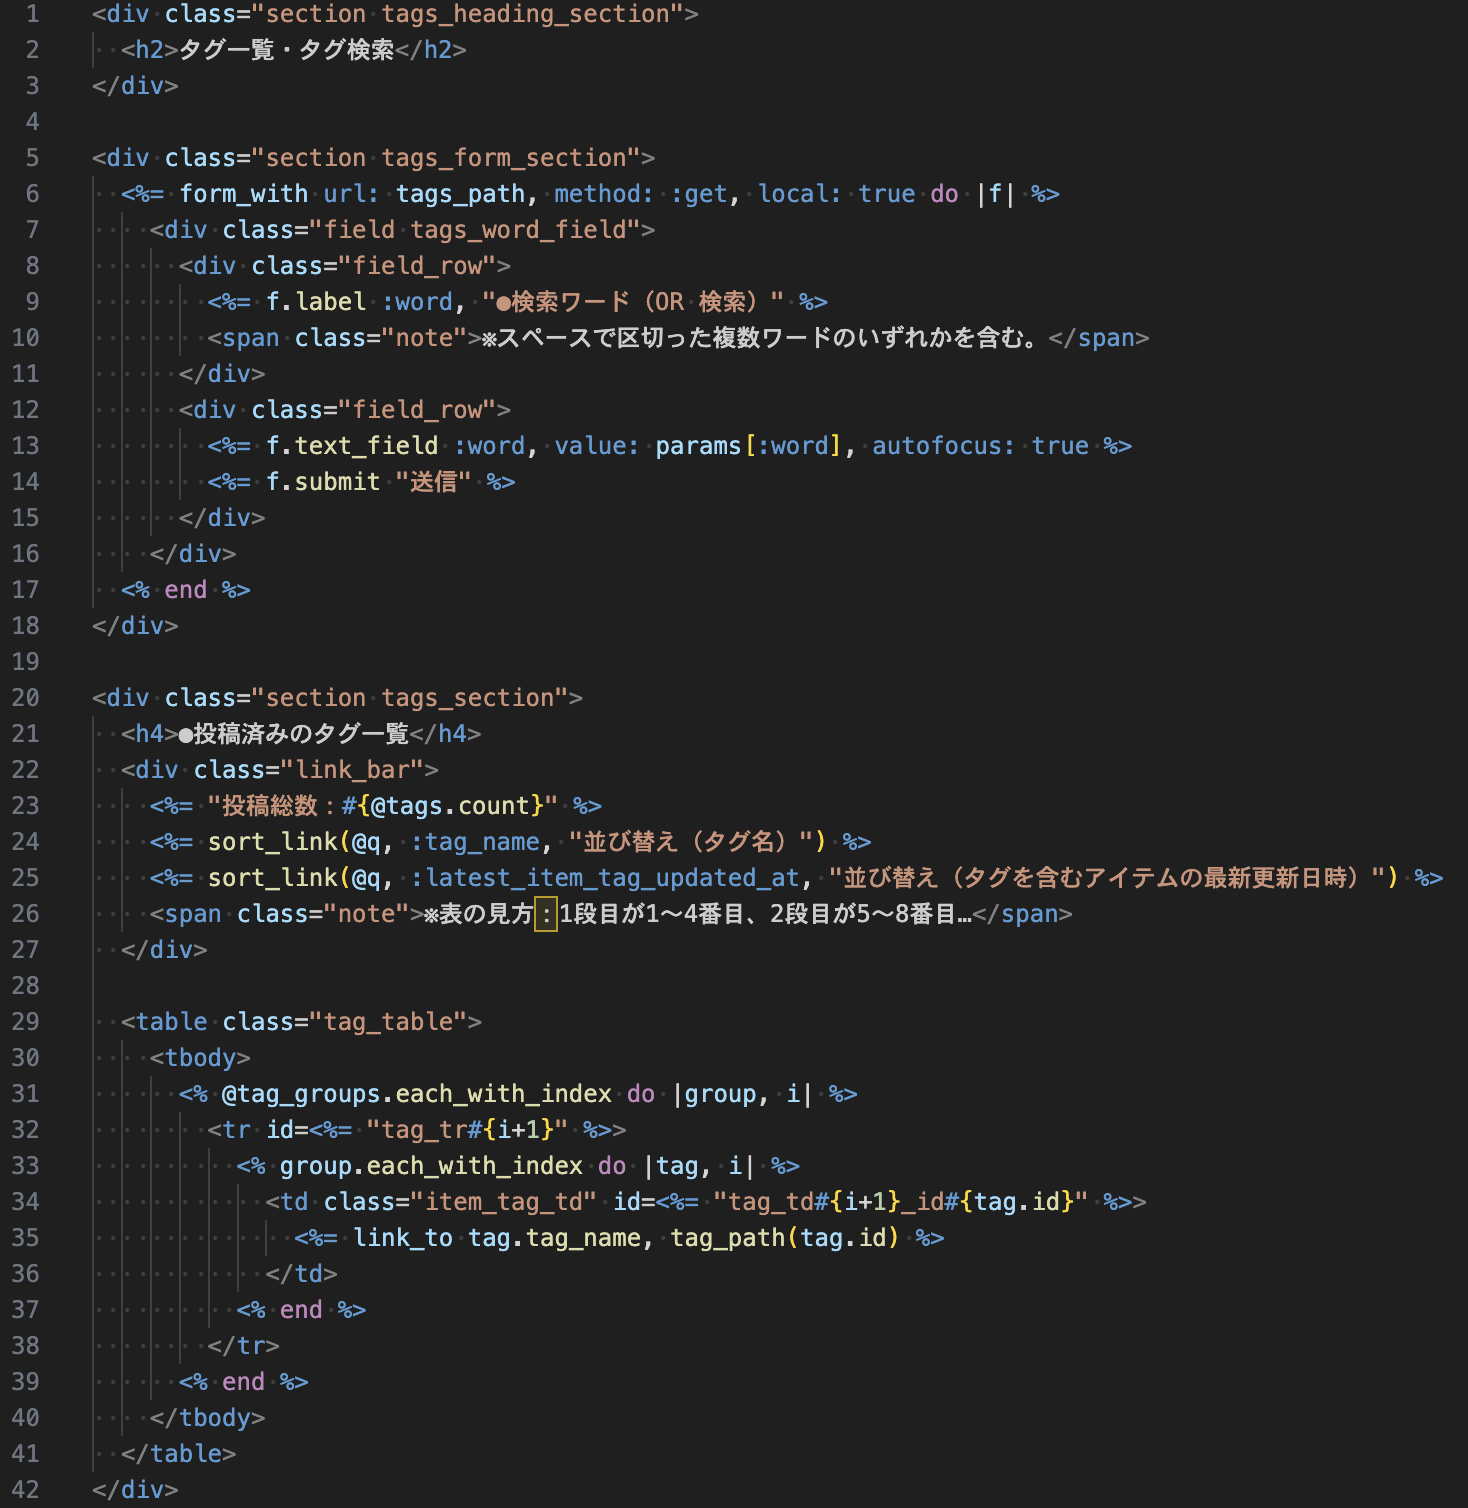 1 <div class="section tags_heading_section">
2   <h2>タグ一覧・タグ検索</h2>
3 </div>
4
5 <div class="section tags_form_section">
6   <%= form_with url: tags_path, method: :get, local: true do |f| %>
7     <div class="field tags_word_field">
8       <div class="field_row">
9         <%= f.label :word, "●検索ワード（OR 検索）" %>
10         <span class="note">※スペースで区切った複数ワードのいずれかを含む。</span>
11       </div>
12       <div class="field_row">
13         <%= f.text_field :word, value: params[:word], autofocus: true %>
14         <%= f.submit "送信" %>
15       </div>
16     </div>
17   <% end %>
18 </div>
19
20 <div class="section tags_section">
21   <h4>●投稿済みのタグ一覧</h4>
22   <div class="link_bar">
23     <%= "投稿総数：#{@tags.count}" %>
24     <%= sort_link(@q, :tag_name, "並び替え（タグ名）") %>
25     <%= sort_link(@q, :latest_item_tag_updated_at, "並び替え（タグを含むアイテムの最新更新日時）") %>
26     <span class="note">※表の見方：1段目が1〜4番目、2段目が5〜8番目…</span>
27   </div>
28
29   <table class="tag_table">
30     <tbody>
31       <% @tag_groups.each_with_index do |group, i| %>
32         <tr id=<%= "tag_tr#{i+1}" %>>
33           <% group.each_with_index do |tag, i| %>
34             <td class="item_tag_td" id=<%= "tag_td#{i+1}_id#{tag.id}" %>>
35               <%= link_to tag.tag_name, tag_path(tag.id) %>
36             </td>
37           <% end %>
38         </tr>
39       <% end %>
40     </tbody>
41   </table>
42 </div>